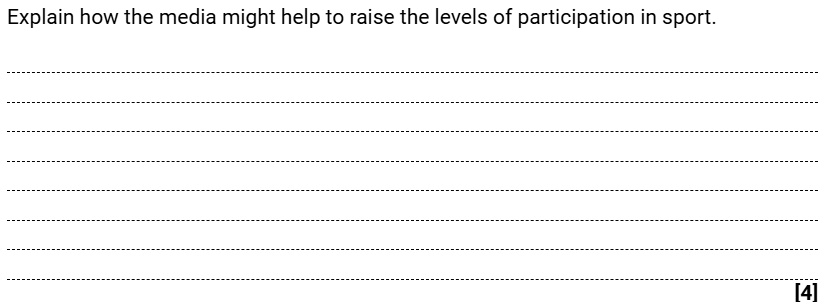 Explain how the media might help to raise the levels of participation in sport.
[4]